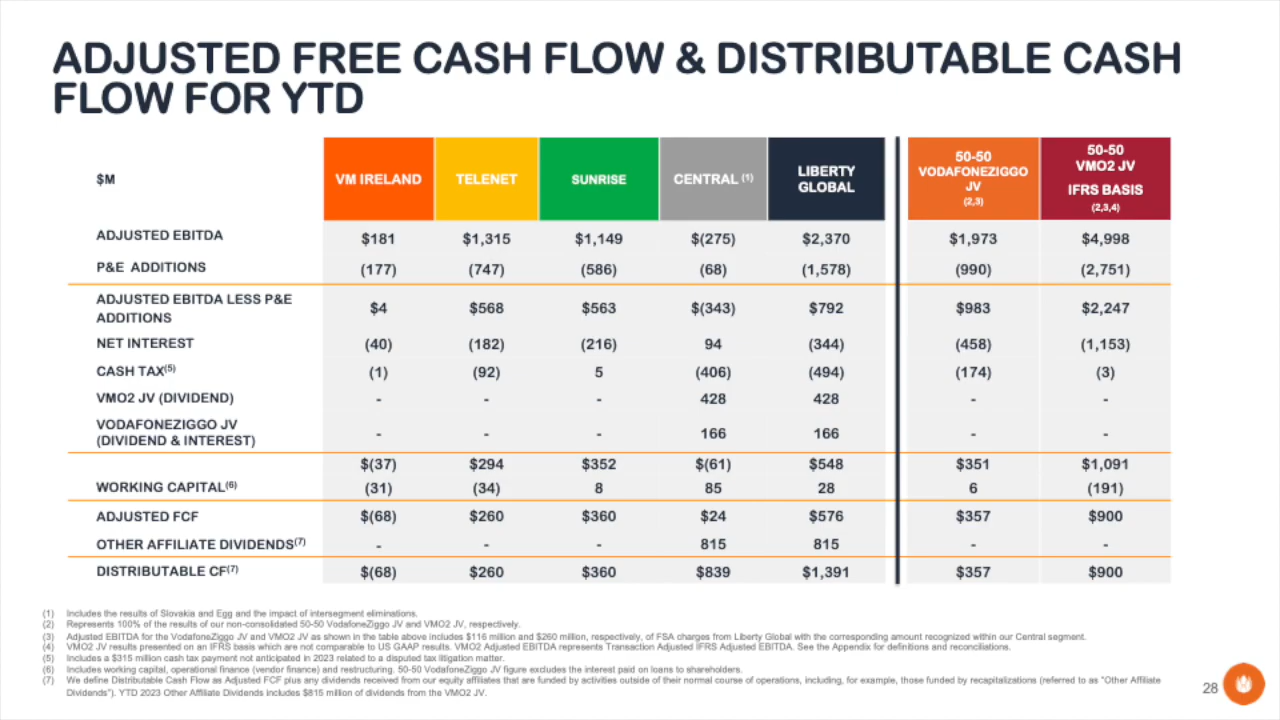 ADJUSTED FREE CASH FLOW & DISTRIBUTABLE CASH
FLOW FOR YTD
$M VM IRELAND TELENET SUNRISE CENTRAL (1) LIBERTY GLOBAL 50-50 VODAFONEZIGGO JV (2,3) 50-50 VMO2 JV IFRS BASIS (2,3,4)
ADJUSTED EBITDA $181 $1,315 $1,149 $(275) $2,370 $1,973 $4,998
P&E ADDITIONS (177) (747) (586) (68) (1,578) (990) (2,751)
ADJUSTED EBITDA LESS P&E ADDITIONS $4 $568 $563 $(343) $792 $983 $2,247
NET INTEREST (40) (182) (216) 94 (344) (458) (1,153)
CASH TAX(5) (1) (92) 5 (406) (494) (174) (3)
VMO2 JV (DIVIDEND) - - - 428 428 - -
VODAFONEZIGGO JV (DIVIDEND & INTEREST) - - - 166 166 - -
$(37) $294 $352 $(61) $548 $351 $1,091
WORKING CAPITAL(6) (31) (34) 8 85 28 6 (191)
ADJUSTED FCF $(68) $260 $360 $24 $576 $357 $900
OTHER AFFILIATE DIVIDENDS(7) - - - 815 815 - -
DISTRIBUTABLE CF(7) $(68) $260 $360 $839 $1,391 $357 $900
(1) Includes the results of Slovakia and Egg and the impact of intersegment eliminations.
(2) Represents 100% of the results of our non-consolidated 50-50 VodafoneZiggo JV and VMO2 JV, respectively.
(3) Adjusted EBITDA for the VodafoneZiggo JV and VMO2 JV as shown in the table above includes $116 million and $260 million, respectively, of FSA charges from Liberty Global with the corresponding amount recognized within our Central segment.
(4) VMO2 JV results presented on an IFRS basis which are not comparable to US GAAP results. VMO2 Adjusted EBITDA represents Transaction Adjusted IFRS Adjusted EBITDA. See the Appendix for definitions and reconciliations.
(5) Includes a $315 million cash tax payment not anticipated in 2023 related to a disputed tax litigation matter.
(6) Includes working capital, operational finance (vendor finance) and restructuring. 50-50 VodafoneZiggo JV figure excludes the interest paid on loans to shareholders.
(7) We define Distributable Cash Flow as Adjusted FCF plus any dividends received from our equity affiliates that are funded by activities outside of their normal course of operations, including, for example, those funded by recapitalizations (referred to as "Other Affiliate
Dividends"). YTD 2023 Other Affiliate Dividends includes $815 million of dividends from the VMO2 JV.
28